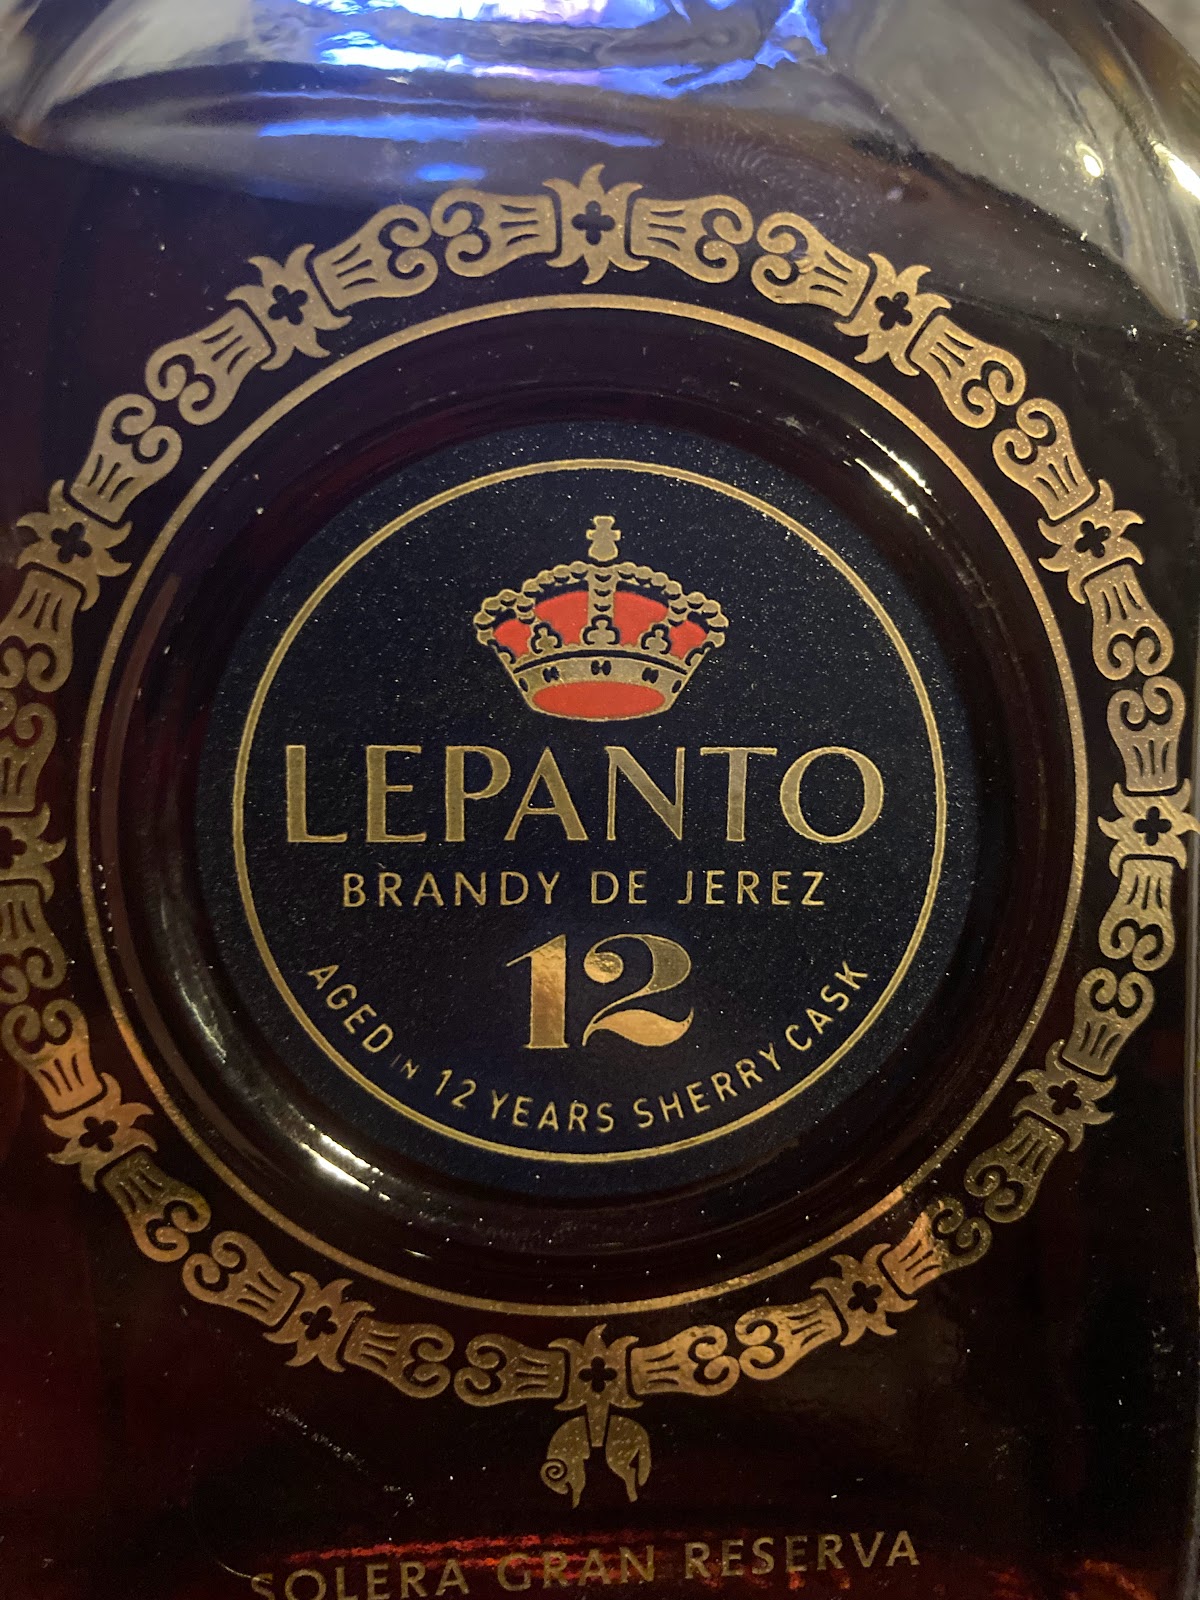 LEPANTO
BRANDY DE JEREZ
12
AGED IN 12 YEARS SHERRY CASK
SOLERA GRAN RESERVA